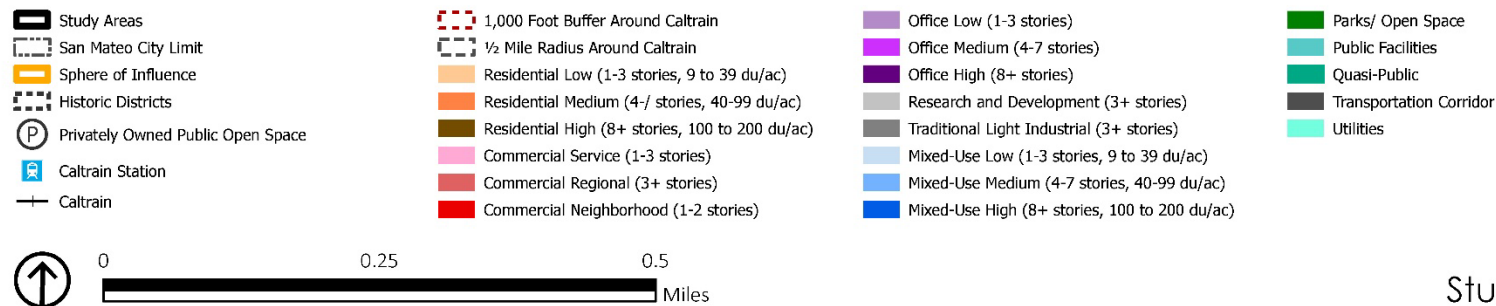 Study Areas
San Mateo City Limit
Sphere of Influence
Historic Districts
P Privately Owned Public Open Space
Caltrain Station
Caltrain
1,000 Foot Buffer Around Caltrain
½ Mile Radius Around Caltrain
Residential Low (1-3 stories, 9 to 39 du/ac)
Residential Medium (4-/ stories, 40-99 du/ac)
Residential High (8+ stories, 100 to 200 du/ac)
Commercial Service (1-3 stories)
Commercial Regional (3+ stories)
Commercial Neighborhood (1-2 stories)
Office Low (1-3 stories)
Office Medium (4-7 stories)
Office High (8+ stories)
Research and Development (3+ stories)
Traditional Light Industrial (3+ stories)
Mixed-Use Low (1-3 stories, 9 to 39 du/ac)
Mixed-Use Medium (4-7 stories, 40-99 du/ac)
Mixed-Use High (8+ stories, 100 to 200 du/ac)
Parks/ Open Space
Public Facilities
Quasi-Public
Transportation Corridor
Utilities
0 0.25 0.5
Miles
Stu